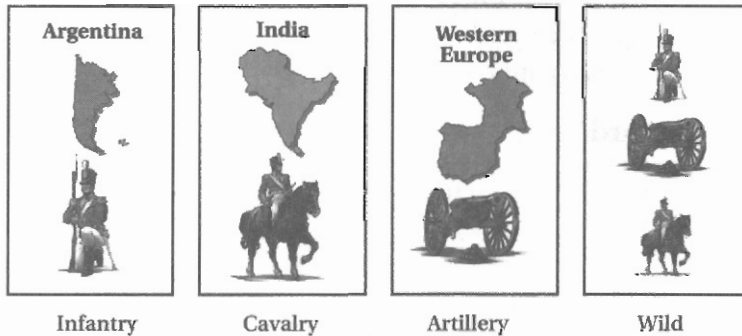 Argentina
India
Western
Europe
Infantry
Cavalry
Artillery
Wild